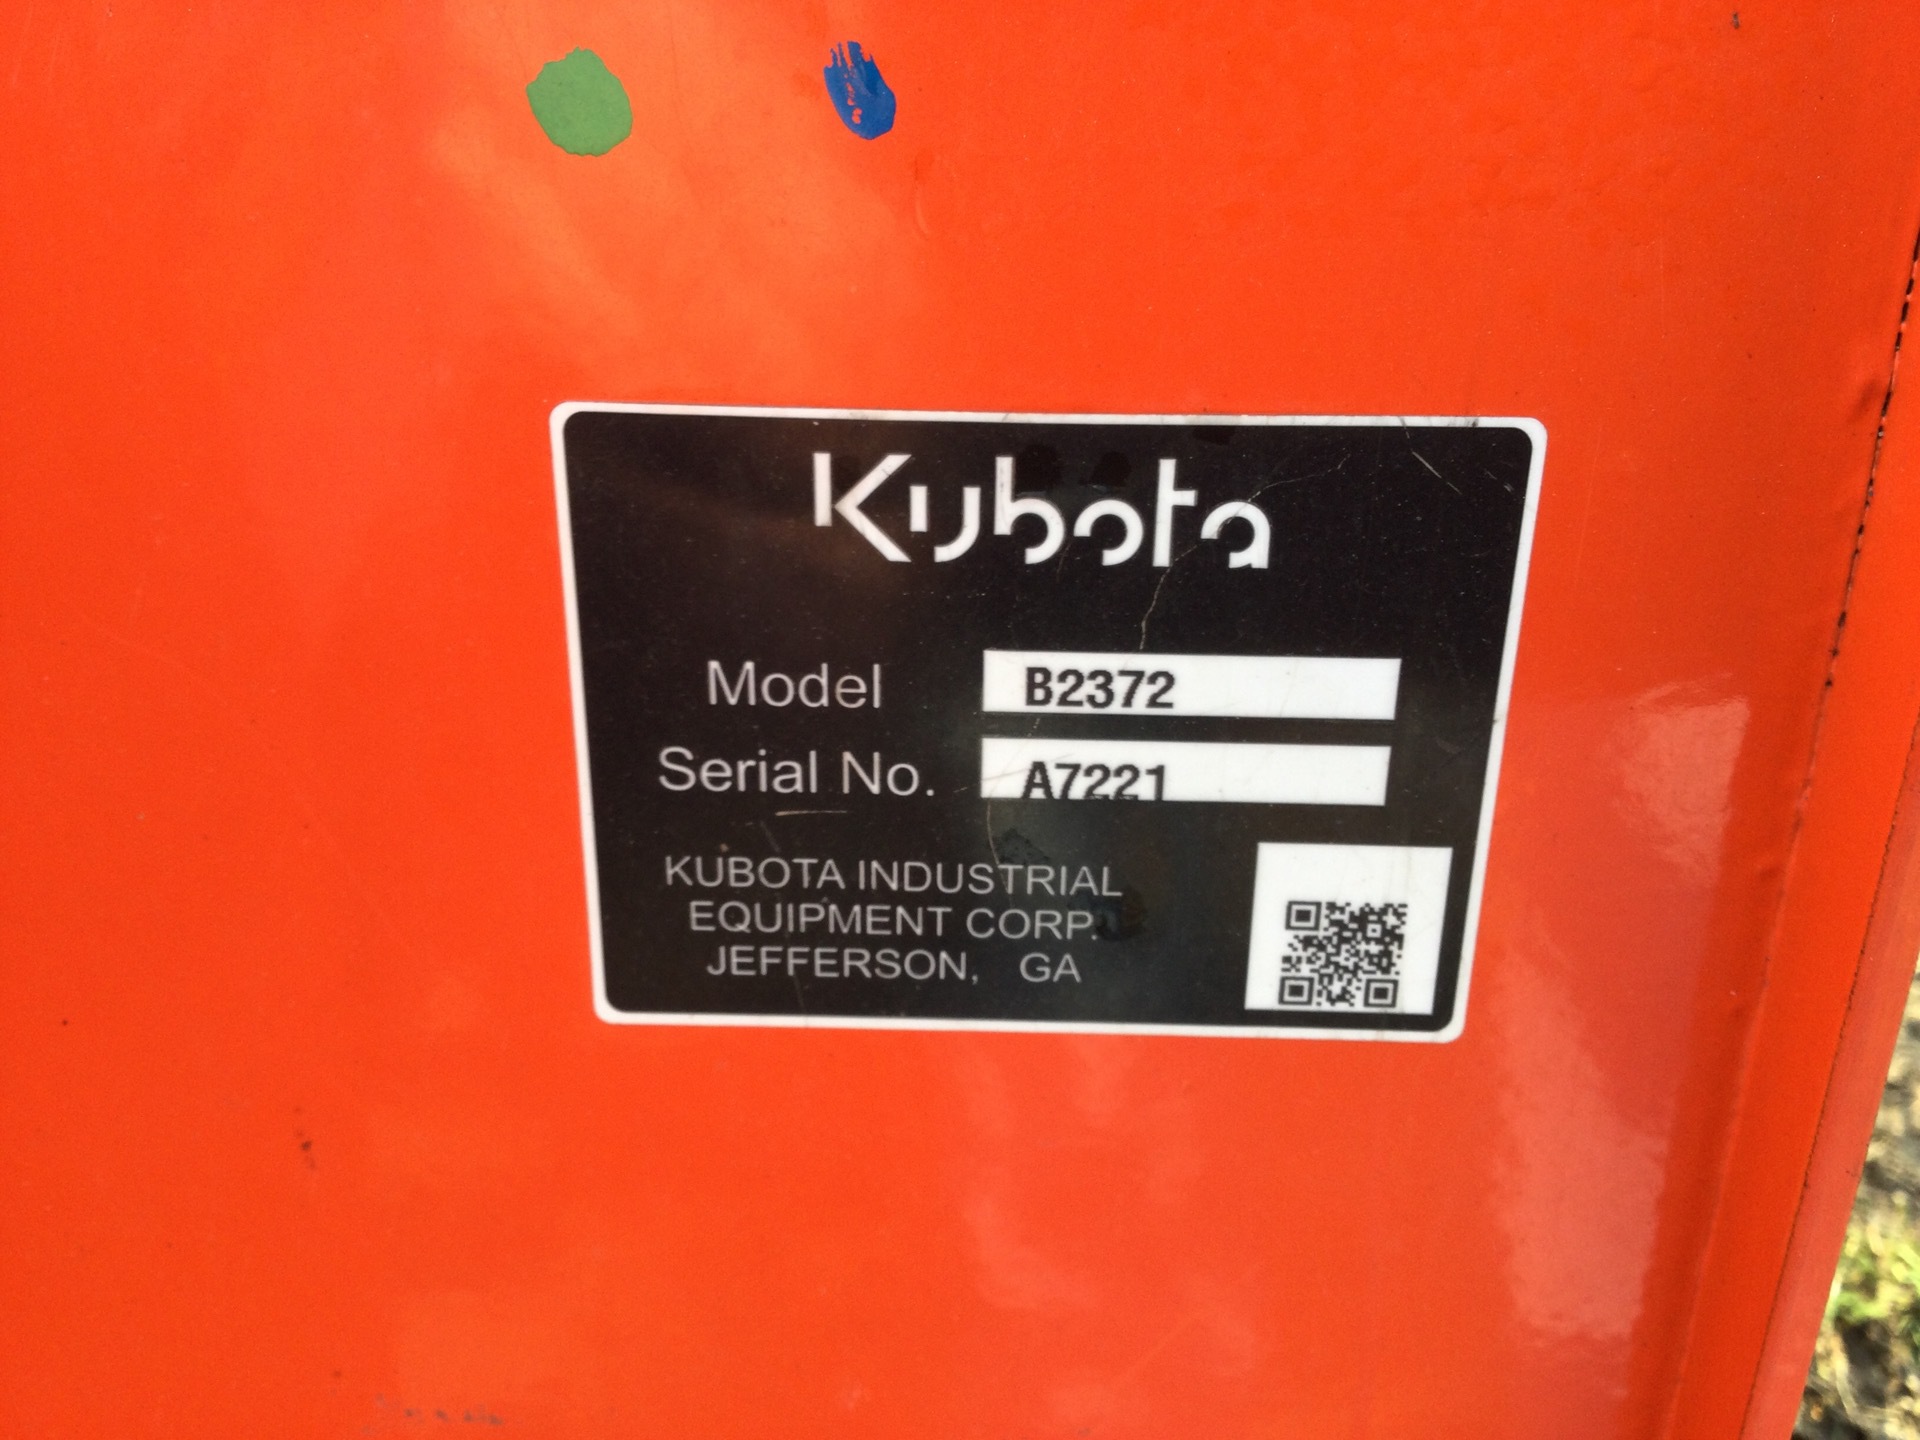 Kubota
Model B2372
Serial No. A7221
KUBOTA INDUSTRIAL
EQUIPMENT CORP.
JEFFERSON, GA